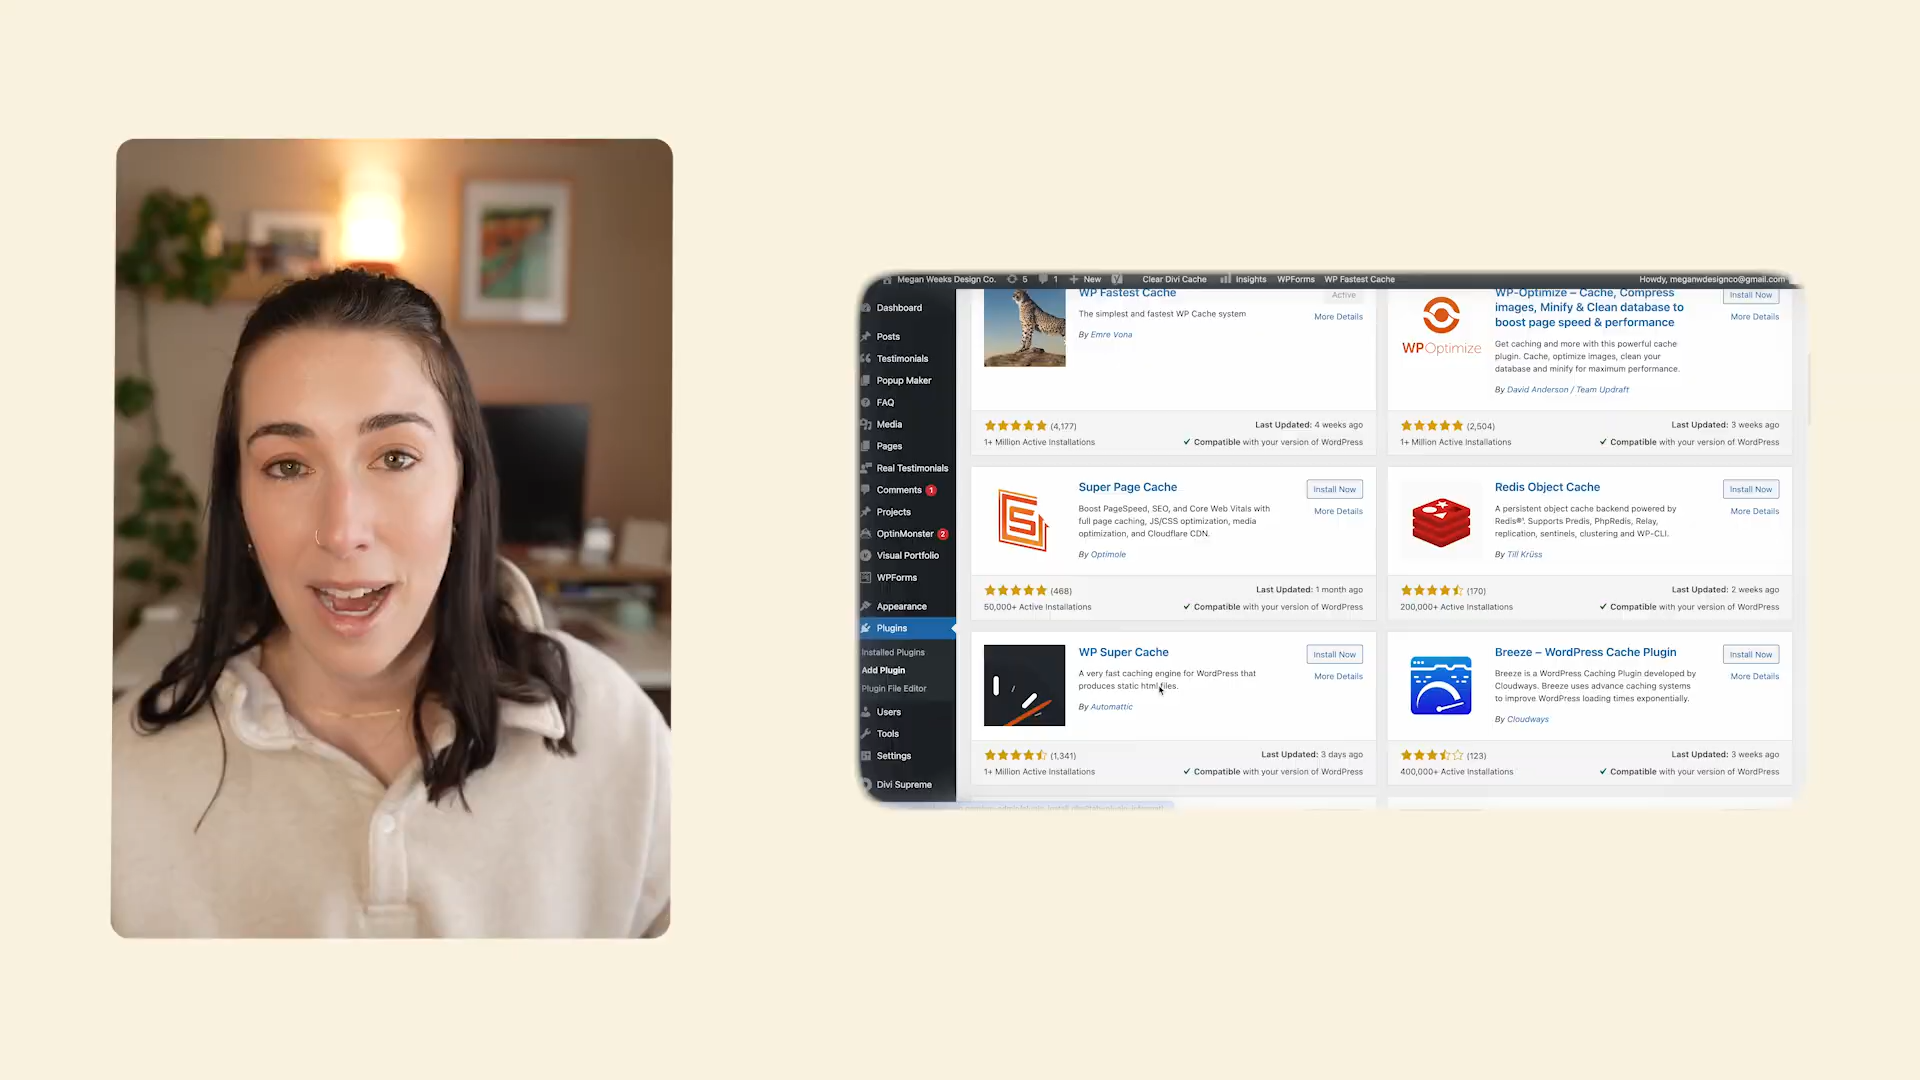 Megan Weeks Design Co. 5 1 New Clear Divi Cache Insights WPForms WP Fastest Cache Howdy, meganwdesignco@gmail.com
Dashboard
Posts
Testimonials
Popup Maker
FAQ
Media
Pages
Real Testimonials
Comments 1
Projects
OptinMonster 2
Visual Portfolio
WPForms
Appearance
Plugins
Installed Plugins
Add Plugin
Plugin File Editor
Users
Tools
Settings
Divi Supreme
WP Fastest Cache
Active
The simplest and fastest WP Cache system
More Details
By Emre Vona
(4,177)
Last Updated: 4 weeks ago
1+ Million Active Installations
Compatible with your version of WordPress
WP-Optimize – Cache, Compress
images, Minify & Clean database to
boost page speed & performance
Install Now
More Details
WPOptimize
Get caching and more with this powerful cache
plugin. Cache, optimize images, clean your
database and minify for maximum performance.
By David Anderson / Team Updraft
(2,504)
Last Updated: 3 weeks ago
1+ Million Active Installations
Compatible with your version of WordPress
Super Page Cache
Install Now
More Details
Boost PageSpeed, SEO, and Core Web Vitals with
full page caching, JS/CSS optimization, media
optimization, and Cloudflare CDN.
By Optimole
(468)
Last Updated: 1 month ago
50,000+ Active Installations
Compatible with your version of WordPress
Redis Object Cache
Install Now
More Details
A persistent object cache backend powered by
Redis®¹. Supports Predis, PhpRedis, Relay,
replication, sentinels, clustering and WP-CLI.
By Till Krüss
(170)
Last Updated: 2 weeks ago
200,000+ Active Installations
Compatible with your version of WordPress
WP Super Cache
Install Now
More Details
A very fast caching engine for WordPress that
produces static html files.
By Automattic
(1,341)
Last Updated: 3 days ago
1+ Million Active Installations
Compatible with your version of WordPress
Breeze – WordPress Cache Plugin
Install Now
More Details
Breeze is a WordPress Caching Plugin developed by
Cloudways. Breeze uses advance caching systems
to improve WordPress loading times exponentially.
By Cloudways
(123)
Last Updated: 3 weeks ago
400,000+ Active Installations
Compatible with your version of WordPress